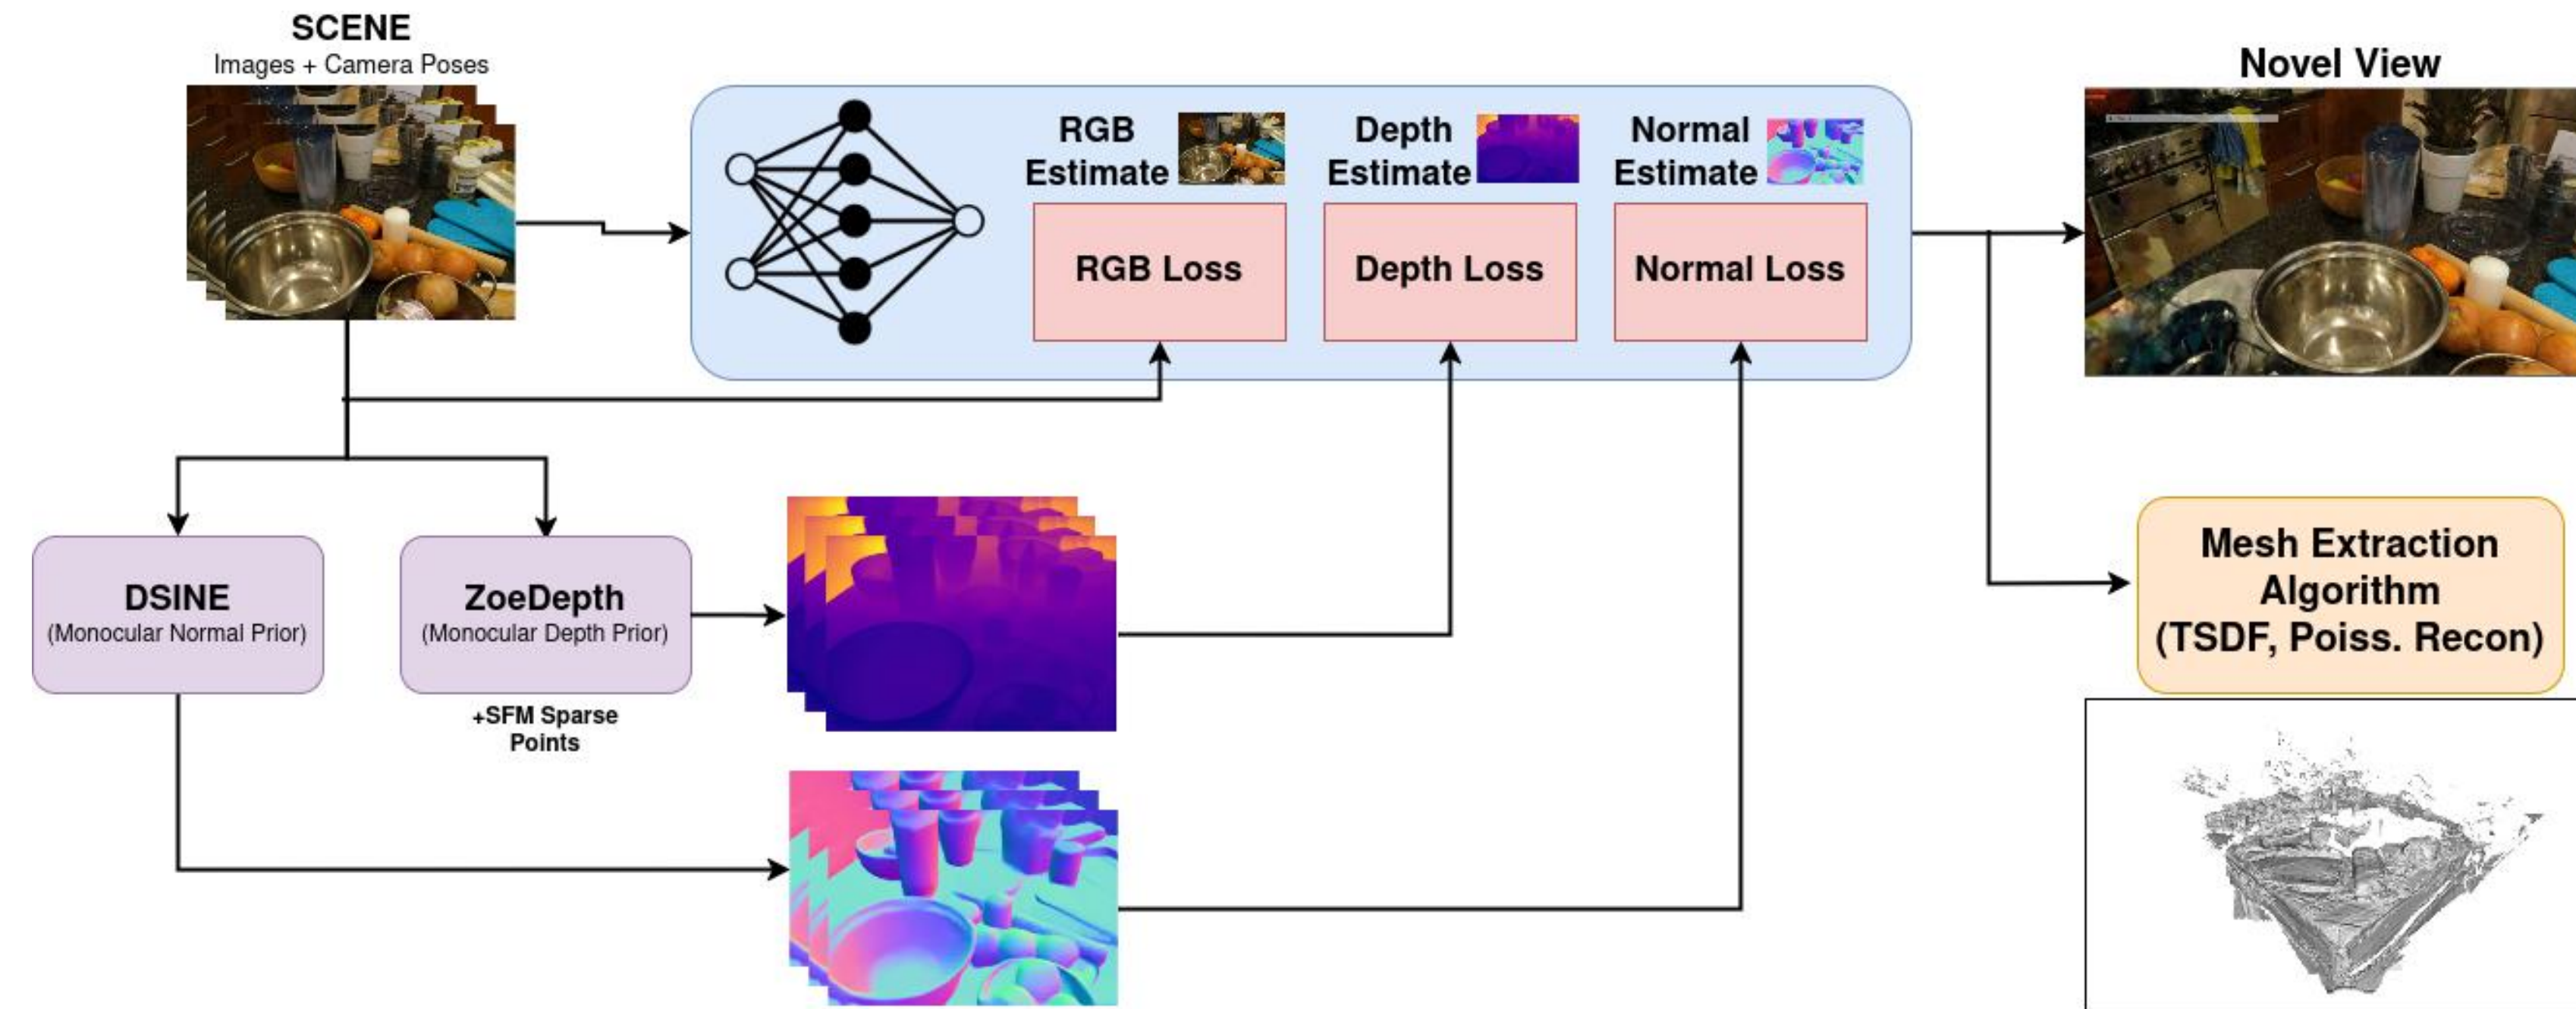 SCENE
Images + Camera Poses
RGB
Estimate
Depth
Estimate
Normal
Estimate
RGB Loss
Depth Loss
Normal Loss
Novel View
DSINE
(Monocular Normal Prior)
ZoeDepth
(Monocular Depth Prior)
+SFM Sparse
Points
Mesh Extraction
Algorithm
(TSDF, Poiss. Recon)